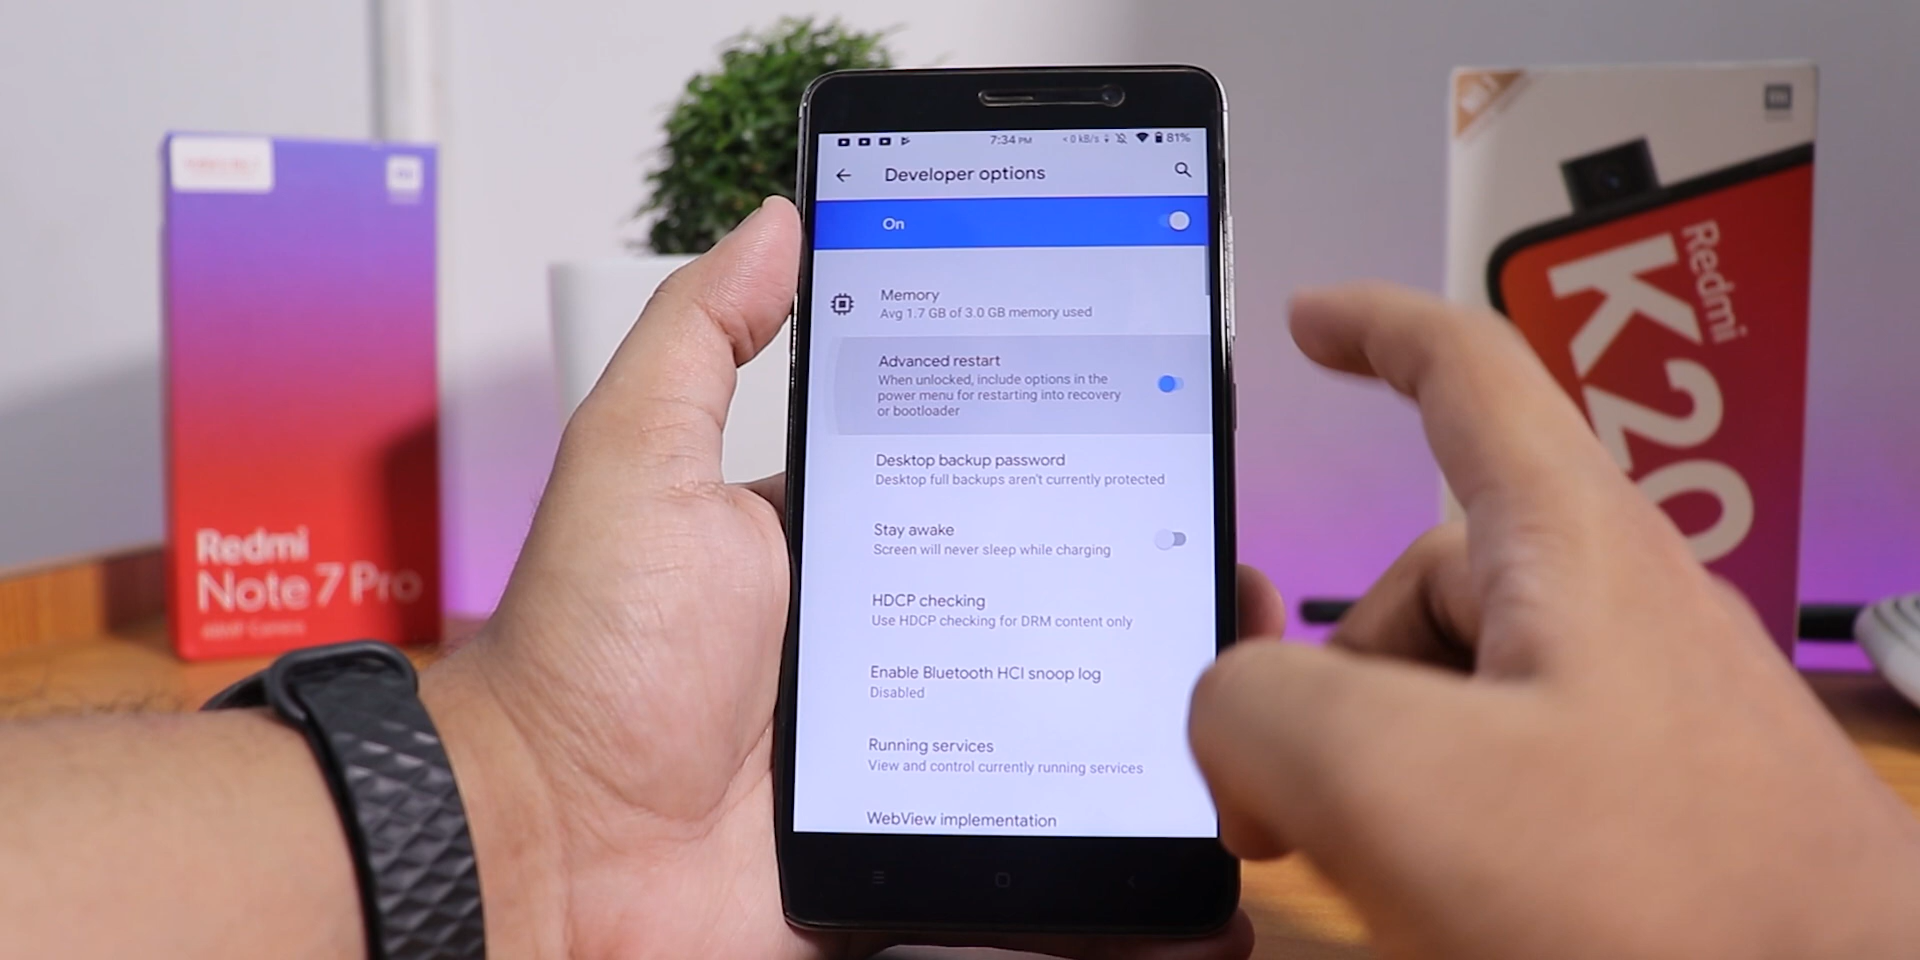 7:34 PM
0 kB/s
81%
Developer options
On
Memory
Avg 1.7 GB of 3.0 GB memory used
Advanced restart
When unlocked, include options in the
power menu for restarting into recovery
or bootloader
Desktop backup password
Desktop full backups aren't currently protected
Stay awake
Screen will never sleep while charging
HDCP checking
Use HDCP checking for DRM content only
Enable Bluetooth HCI snoop log
Disabled
Running services
View and control currently running services
WebView implementation
Redmi
Note 7 Pro
Redmi
K20